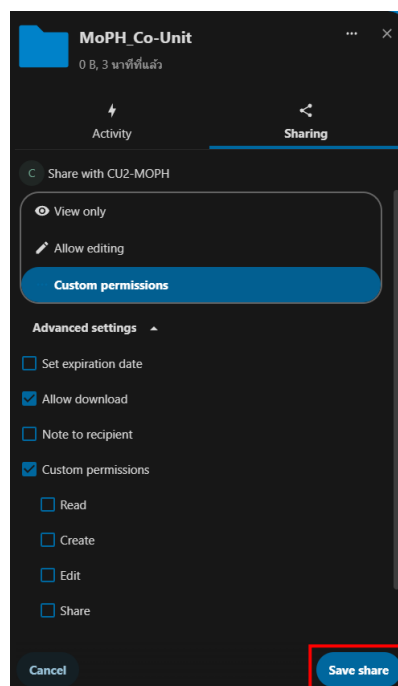 MoPH_Co-Unit
0 B, 3 นาทีที่แล้ว
Activity
Sharing
C Share with CU2-MOPH
View only
Allow editing
Custom permissions
Advanced settings
Set expiration date
Allow download
Note to recipient
Custom permissions
Read
Create
Edit
Share
Cancel
Save share